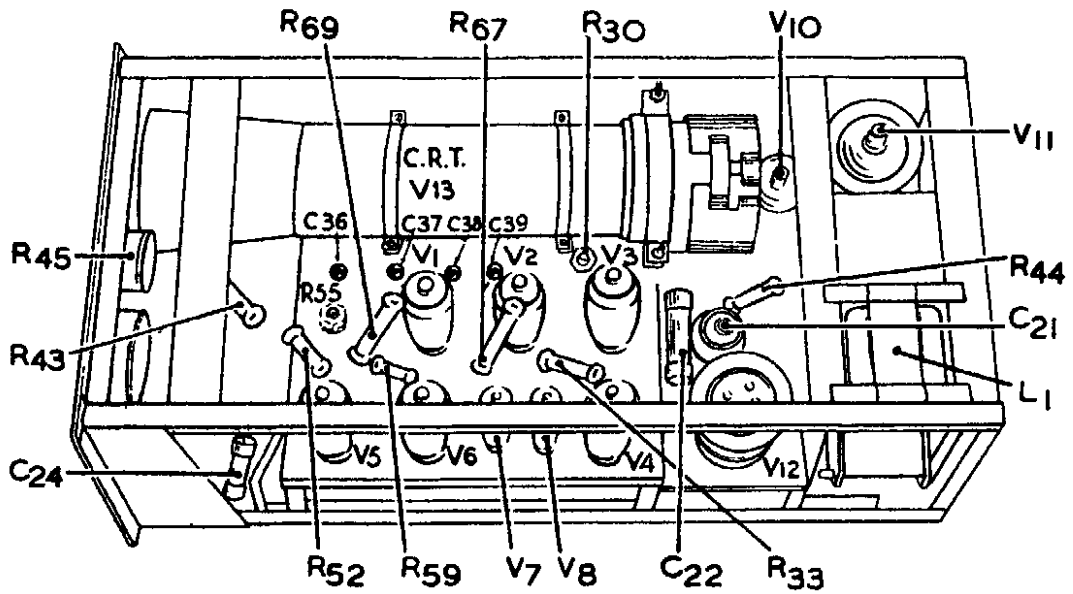 R69 R67 R30 V10
V11
C.R.T.
V13
C36 C37 C38 C39
R45 V1 V2 V3 R44
R55
C21
R43
L1
C24 V5 V6 V4 V12
R52 R59 V7 V8 C22 R33